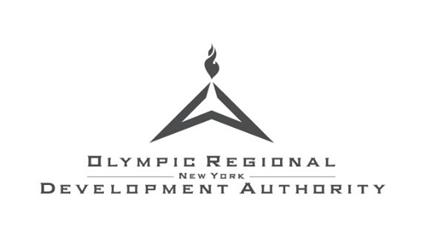 Olympic Regional
New York
Development Authority